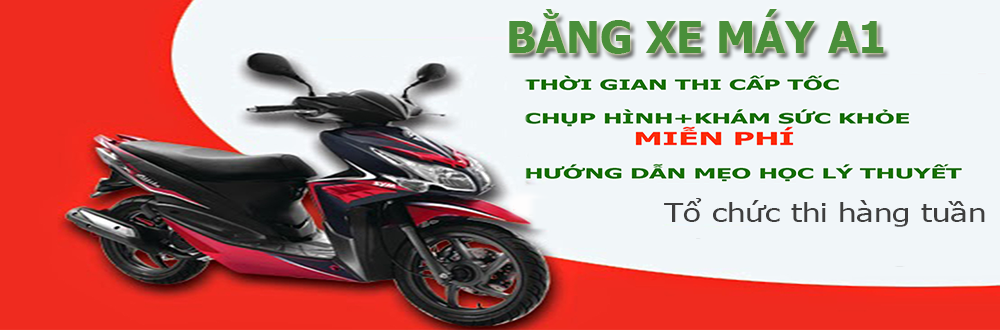 BẰNG XE MÁY A1
THỜI GIAN THI CẤP TỐC
CHỤP HÌNH+KHÁM SỨC KHỎE
MIỄN PHÍ
HƯỚNG DẪN MẸO HỌC LÝ THUYẾT
Tổ chức thi hàng tuần